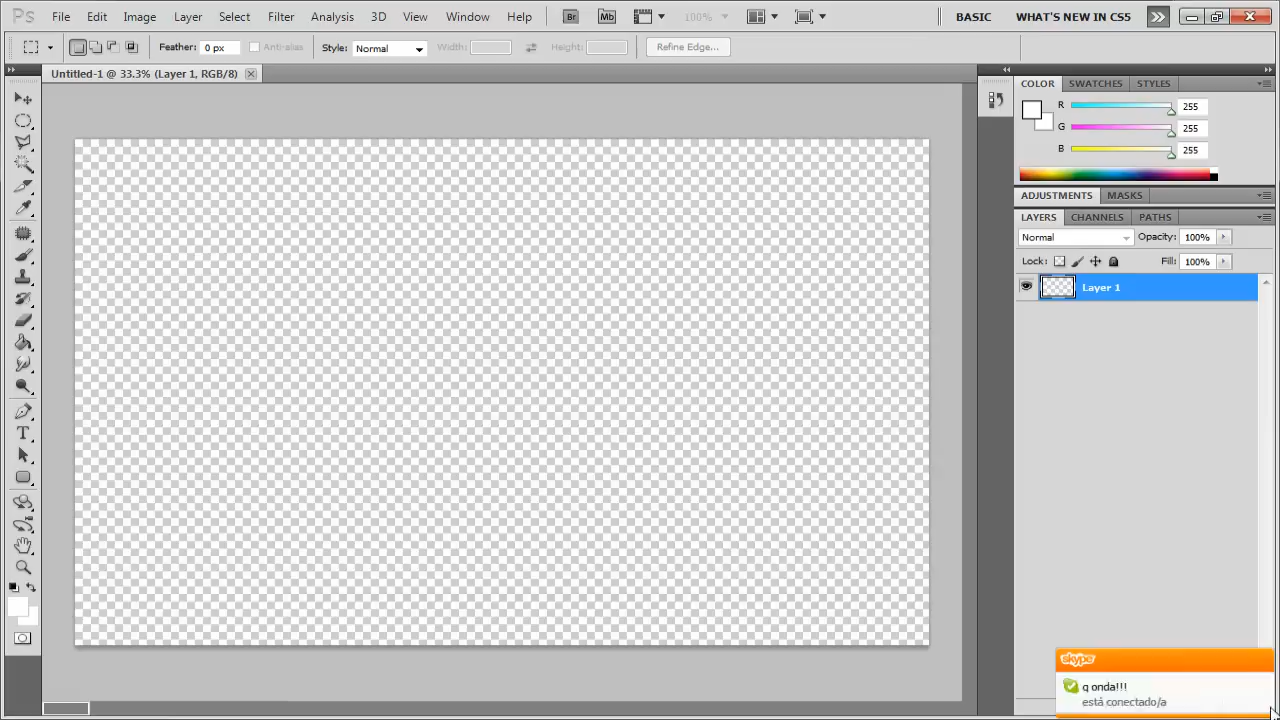 Ps File Edit Image Layer Select Filter Analysis 3D View Window Help Br Mb 100% BASIC WHAT'S NEW IN CS5
Feather: 0 px Anti-alias Style: Normal Width: Height: Refine Edge...
Untitled-1 @ 33.3% (Layer 1, RGB/8)
COLOR SWATCHES STYLES
R 255
G 255
B 255
ADJUSTMENTS MASKS
LAYERS CHANNELS PATHS
Normal Opacity: 100%
Lock: Fill: 100%
Layer 1
T
skype
q onda!!!
está conectado/a